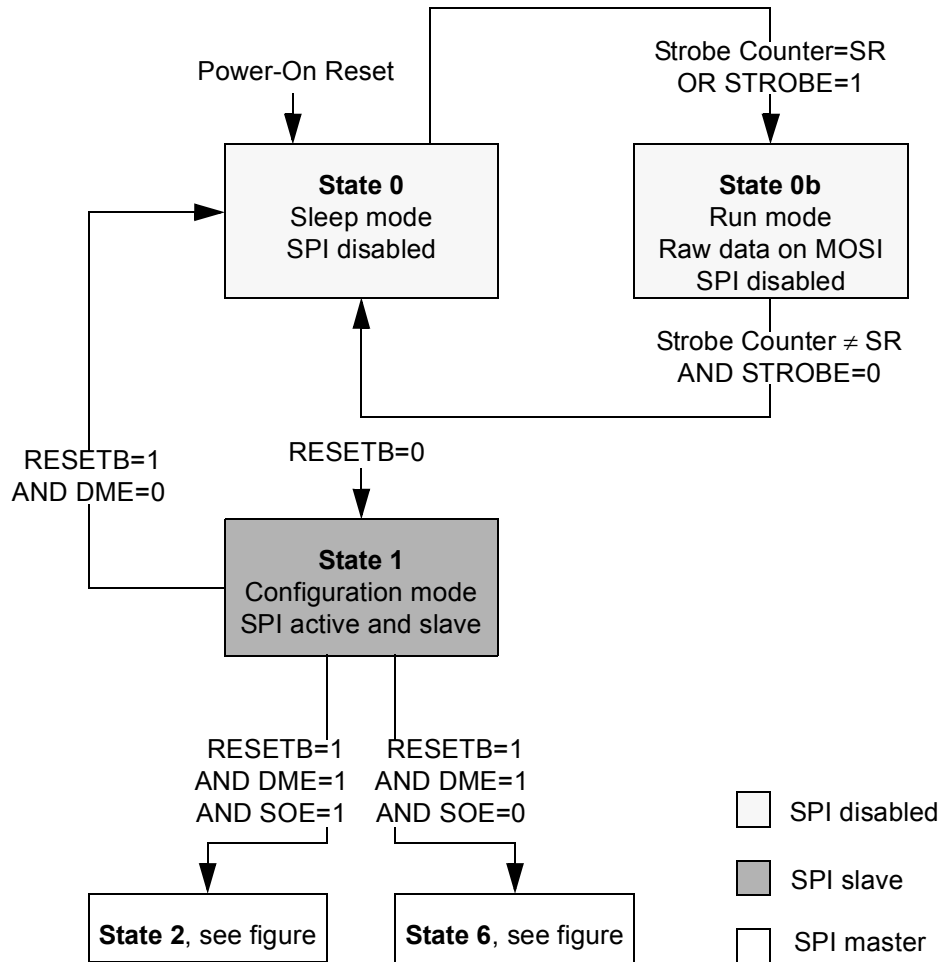 Power-On Reset
Strobe Counter=SR
OR STROBE=1
State 0
Sleep mode
SPI disabled
State 0b
Run mode
Raw data on MOSI
SPI disabled
Strobe Counter ≠ SR
AND STROBE=0
RESETB=1
AND DME=0
RESETB=0
State 1
Configuration mode
SPI active and slave
RESETB=1
AND DME=1
AND SOE=1
RESETB=1
AND DME=1
AND SOE=0
State 2, see figure
State 6, see figure
SPI disabled
SPI slave
SPI master